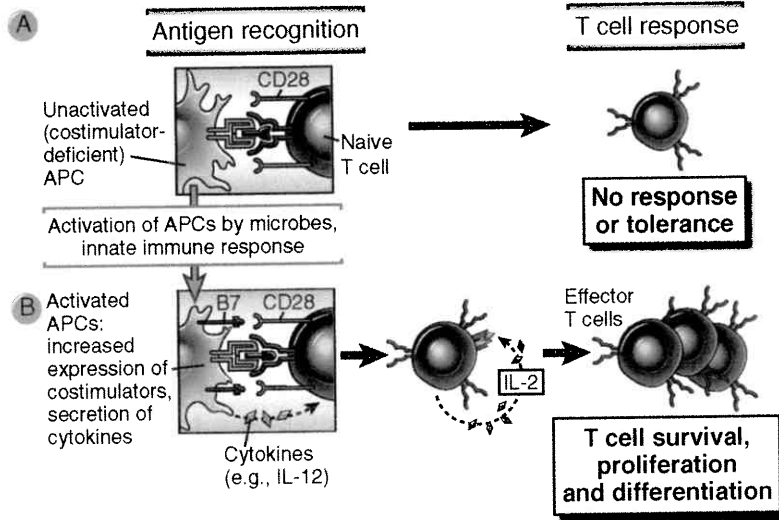 A
Antigen recognition
T cell response
CD28
Unactivated
(costimulator-
deficient)
APC
Naive
T cell
No response
or tolerance
Activation of APCs by microbes,
innate immune response
B
Activated
APCs:
increased
expression of
costimulators,
secretion of
cytokines
B7
CD28
Cytokines
(e.g., IL-12)
IL-2
Effector
T cells
T cell survival,
proliferation
and differentiation